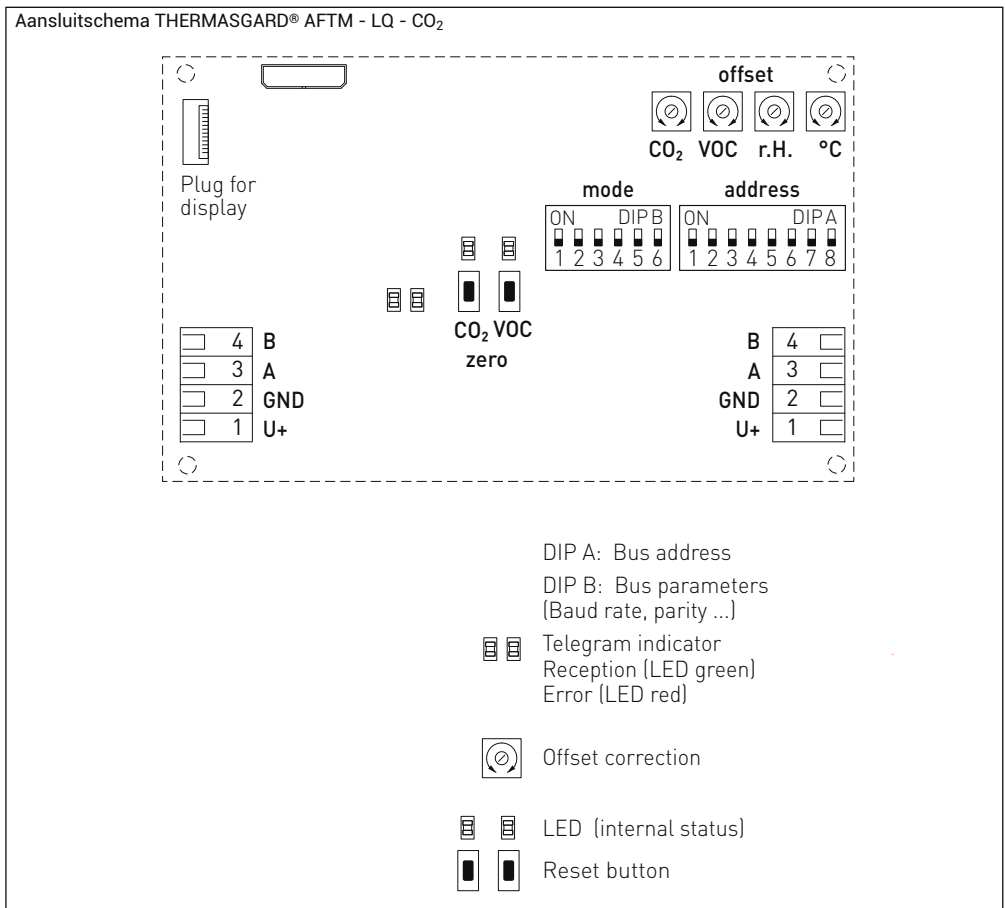 Aansluitschema THERMASGARD® AFTM - LQ - CO₂
offset
CO₂ VOC r.H. °C
Plug for
display
mode
address
ON DIP B
1 2 3 4 5 6
ON DIP A
1 2 3 4 5 6 7 8
CO₂ VOC
zero
4 B
3 A
2 GND
1 U+
B 4
A 3
GND 2
U+ 1
DIP A: Bus address
DIP B: Bus parameters
(Baud rate, parity ...)
Telegram indicator
Reception (LED green)
Error (LED red)
Offset correction
LED (internal status)
Reset button